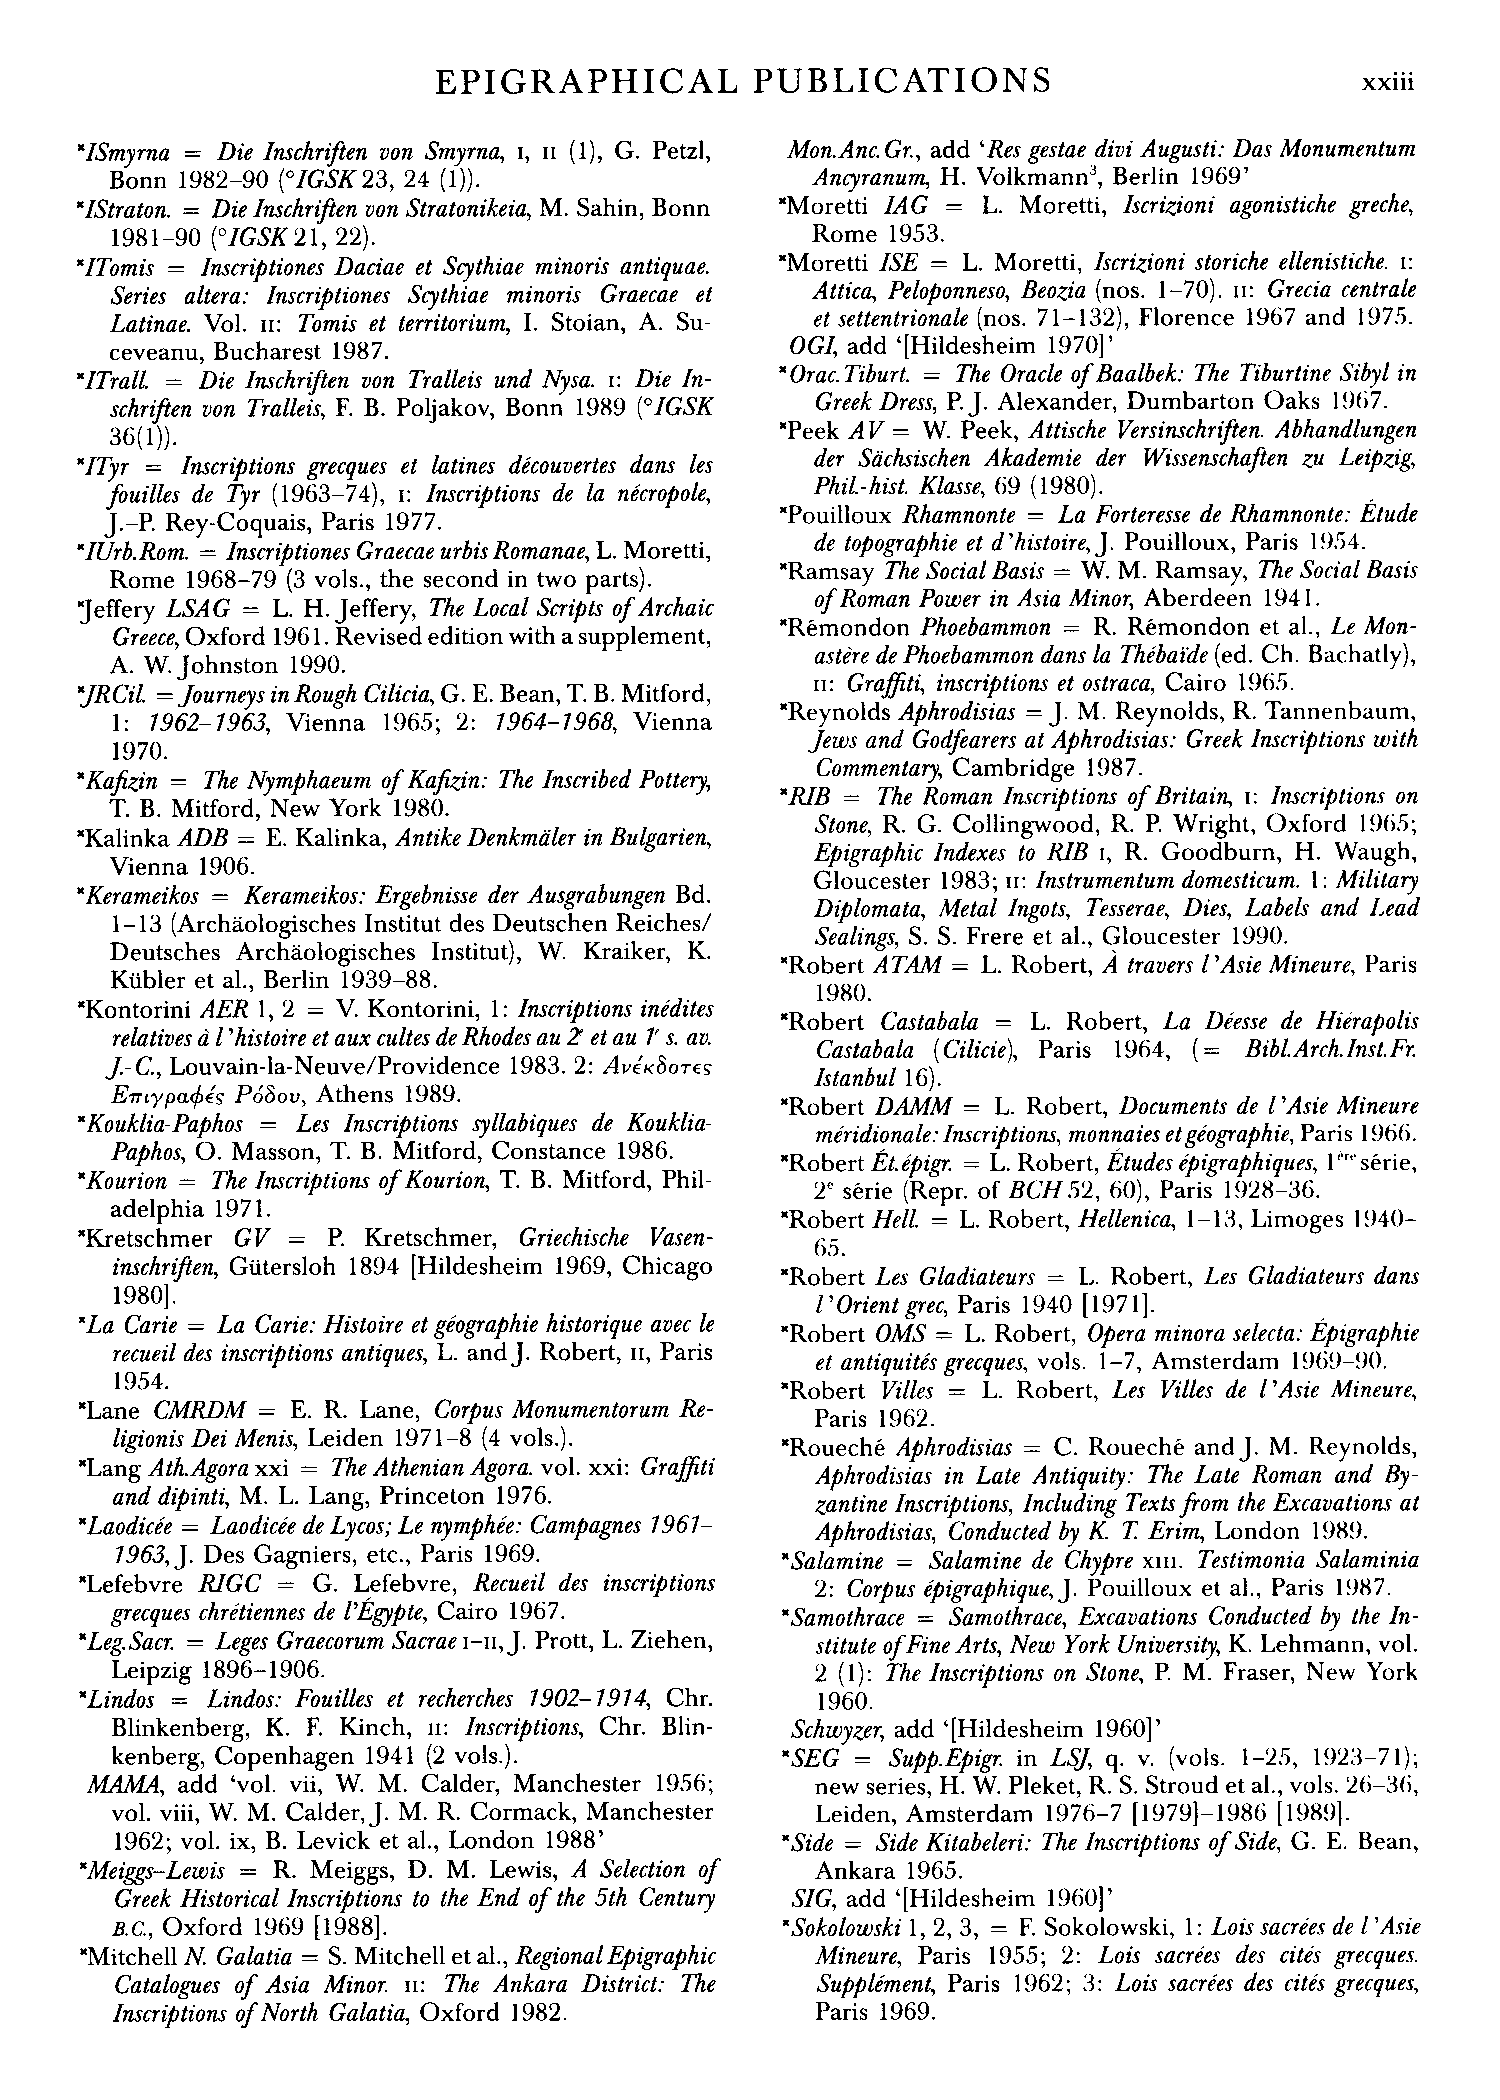 EPIGRAPHICAL PUBLICATIONS xxiii
*ISmyrna = Die Inschriften von Smyrna, I, II (1), G. Petzl,
Bonn 1982–90 (°IGSK 23, 24 (1)).
*IStraton. = Die Inschriften von Stratonikeia, M. Sahin, Bonn
1981–90 (°IGSK 21, 22).
*ITomis = Inscriptiones Daciae et Scythiae minoris antiquae.
Series altera: Inscriptiones Scythiae minoris Graecae et
Latinae. Vol. II: Tomis et territorium, I. Stoian, A. Su-
ceveanu, Bucharest 1987.
*ITrall. = Die Inschriften von Tralleis und Nysa. I: Die In-
schriften von Tralleis, F. B. Poljakov, Bonn 1989 (°IGSK
36(1)).
*ITyr = Inscriptions grecques et latines découvertes dans les
fouilles de Tyr (1963–74), I: Inscriptions de la nécropole,
J.-P. Rey-Coquais, Paris 1977.
*IUrb.Rom. = Inscriptiones Graecae urbis Romanae, L. Moretti,
Rome 1968–79 (3 vols., the second in two parts).
*Jeffery LSAG = L. H. Jeffery, The Local Scripts of Archaic
Greece, Oxford 1961. Revised edition with a supplement,
A. W. Johnston 1990.
*JRCil. = Journeys in Rough Cilicia, G. E. Bean, T. B. Mitford,
1: 1962–1963, Vienna 1965; 2: 1964–1968, Vienna
1970.
*Kafizin = The Nymphaeum of Kafizin: The Inscribed Pottery,
T. B. Mitford, New York 1980.
*Kalinka ADB = E. Kalinka, Antike Denkmäler in Bulgarien,
Vienna 1906.
*Kerameikos = Kerameikos: Ergebnisse der Ausgrabungen Bd.
1–13 (Archäologisches Institut des Deutschen Reiches/
Deutsches Archäologisches Institut), W. Kraiker, K.
Kübler et al., Berlin 1939–88.
*Kontorini AER 1, 2 = V. Kontorini, 1: Inscriptions inédites
relatives à l'histoire et aux cultes de Rhodes au 2e et au 1r s. av.
J.-C., Louvain-la-Neuve/Providence 1983. 2: Ανέκδοτες
Επιγραφές Ρόδου, Athens 1989.
*Kouklia-Paphos = Les Inscriptions syllabiques de Kouklia-
Paphos, O. Masson, T. B. Mitford, Constance 1986.
*Kourion = The Inscriptions of Kourion, T. B. Mitford, Phil-
adelphia 1971.
*Kretschmer GV = P. Kretschmer, Griechische Vasen-
inschriften, Gütersloh 1894 [Hildesheim 1969, Chicago
1980].
*La Carie = La Carie: Histoire et géographie historique avec le
recueil des inscriptions antiques, L. and J. Robert, II, Paris
1954.
*Lane CMRDM = E. R. Lane, Corpus Monumentorum Re-
ligionis Dei Menis, Leiden 1971–8 (4 vols.).
*Lang Ath.Agora xxi = The Athenian Agora. vol. xxi: Graffiti
and dipinti, M. L. Lang, Princeton 1976.
*Laodicée = Laodicée de Lycos; Le nymphée: Campagnes 1961–
1963, J. Des Gagniers, etc., Paris 1969.
*Lefebvre RIGC = G. Lefebvre, Recueil des inscriptions
grecques chrétiennes de l'Égypte, Cairo 1967.
*Leg.Sacr. = Leges Graecorum Sacrae I–II, J. Prott, L. Ziehen,
Leipzig 1896–1906.
*Lindos = Lindos: Fouilles et recherches 1902–1914, Chr.
Blinkenberg, K. F. Kinch, II: Inscriptions, Chr. Blin-
kenberg, Copenhagen 1941 (2 vols.).
MAMA, add 'vol. vii, W. M. Calder, Manchester 1956;
vol. viii, W. M. Calder, J. M. R. Cormack, Manchester
1962; vol. ix, B. Levick et al., London 1988'
*Meiggs–Lewis = R. Meiggs, D. M. Lewis, A Selection of
Greek Historical Inscriptions to the End of the 5th Century
B.C., Oxford 1969 [1988].
*Mitchell N. Galatia = S. Mitchell et al., Regional Epigraphic
Catalogues of Asia Minor. II: The Ankara District: The
Inscriptions of North Galatia, Oxford 1982.
Mon.Anc.Gr., add 'Res gestae divi Augusti: Das Monumentum
Ancyranum, H. Volkmann³, Berlin 1969'
*Moretti IAG = L. Moretti, Iscrizioni agonistiche greche,
Rome 1953.
*Moretti ISE = L. Moretti, Iscrizioni storiche ellenistiche. I:
Attica, Peloponneso, Beozia (nos. 1–70). II: Grecia centrale
et settentrionale (nos. 71–132), Florence 1967 and 1975.
OGI, add '[Hildesheim 1970]'
*Orac.Tiburt. = The Oracle of Baalbek: The Tiburtine Sibyl in
Greek Dress, P. J. Alexander, Dumbarton Oaks 1967.
*Peek AV = W. Peek, Attische Versinschriften. Abhandlungen
der Sächsischen Akademie der Wissenschaften zu Leipzig,
Phil.-hist. Klasse, 69 (1980).
*Pouilloux Rhamnonte = La Forteresse de Rhamnonte: Étude
de topographie et d'histoire, J. Pouilloux, Paris 1954.
*Ramsay The Social Basis = W. M. Ramsay, The Social Basis
of Roman Power in Asia Minor, Aberdeen 1941.
*Rémondon Phoebammon = R. Rémondon et al., Le Mon-
astère de Phoebammon dans la Thébaïde (ed. Ch. Bachatly),
II: Graffiti, inscriptions et ostraca, Cairo 1965.
*Reynolds Aphrodisias = J. M. Reynolds, R. Tannenbaum,
Jews and Godfearers at Aphrodisias: Greek Inscriptions with
Commentary, Cambridge 1987.
*RIB = The Roman Inscriptions of Britain, I: Inscriptions on
Stone, R. G. Collingwood, R. P. Wright, Oxford 1965;
Epigraphic Indexes to RIB I, R. Goodburn, H. Waugh,
Gloucester 1983; II: Instrumentum domesticum. 1: Military
Diplomata, Metal Ingots, Tesserae, Dies, Labels and Lead
Sealings, S. S. Frere et al., Gloucester 1990.
*Robert ATAM = L. Robert, À travers l'Asie Mineure, Paris
1980.
*Robert Castabala = L. Robert, La Déesse de Hiérapolis
Castabala (Cilicie), Paris 1964, (= Bibl.Arch.Inst.Fr.
Istanbul 16).
*Robert DAMM = L. Robert, Documents de l'Asie Mineure
méridionale: Inscriptions, monnaies et géographie, Paris 1966.
*Robert Ét.épigr. = L. Robert, Études épigraphiques, 1ère série,
2e série (Repr. of BCH 52, 60), Paris 1928–36.
*Robert Hell. = L. Robert, Hellenica, 1–13, Limoges 1940–
65.
*Robert Les Gladiateurs = L. Robert, Les Gladiateurs dans
l'Orient grec, Paris 1940 [1971].
*Robert OMS = L. Robert, Opera minora selecta: Épigraphie
et antiquités grecques, vols. 1–7, Amsterdam 1969–90.
*Robert Villes = L. Robert, Les Villes de l'Asie Mineure,
Paris 1962.
*Roueché Aphrodisias = C. Roueché and J. M. Reynolds,
Aphrodisias in Late Antiquity: The Late Roman and By-
zantine Inscriptions, Including Texts from the Excavations at
Aphrodisias, Conducted by K. T. Erim, London 1989.
*Salamine = Salamine de Chypre XIII. Testimonia Salaminia
2: Corpus épigraphique, J. Pouilloux et al., Paris 1987.
*Samothrace = Samothrace, Excavations Conducted by the In-
stitute of Fine Arts, New York University, K. Lehmann, vol.
2 (1): The Inscriptions on Stone, P. M. Fraser, New York
1960.
Schwyzer, add '[Hildesheim 1960]'
*SEG = Supp.Epigr. in LSJ, q. v. (vols. 1–25, 1923–71);
new series, H. W. Pleket, R. S. Stroud et al., vols. 26–36,
Leiden, Amsterdam 1976–7 [1979]–1986 [1989].
*Side = Side Kitabeleri: The Inscriptions of Side, G. E. Bean,
Ankara 1965.
SIG, add '[Hildesheim 1960]'
*Sokolowski 1, 2, 3, = F. Sokolowski, 1: Lois sacrées de l'Asie
Mineure, Paris 1955; 2: Lois sacrées des cités grecques.
Supplément, Paris 1962; 3: Lois sacrées des cités grecques,
Paris 1969.